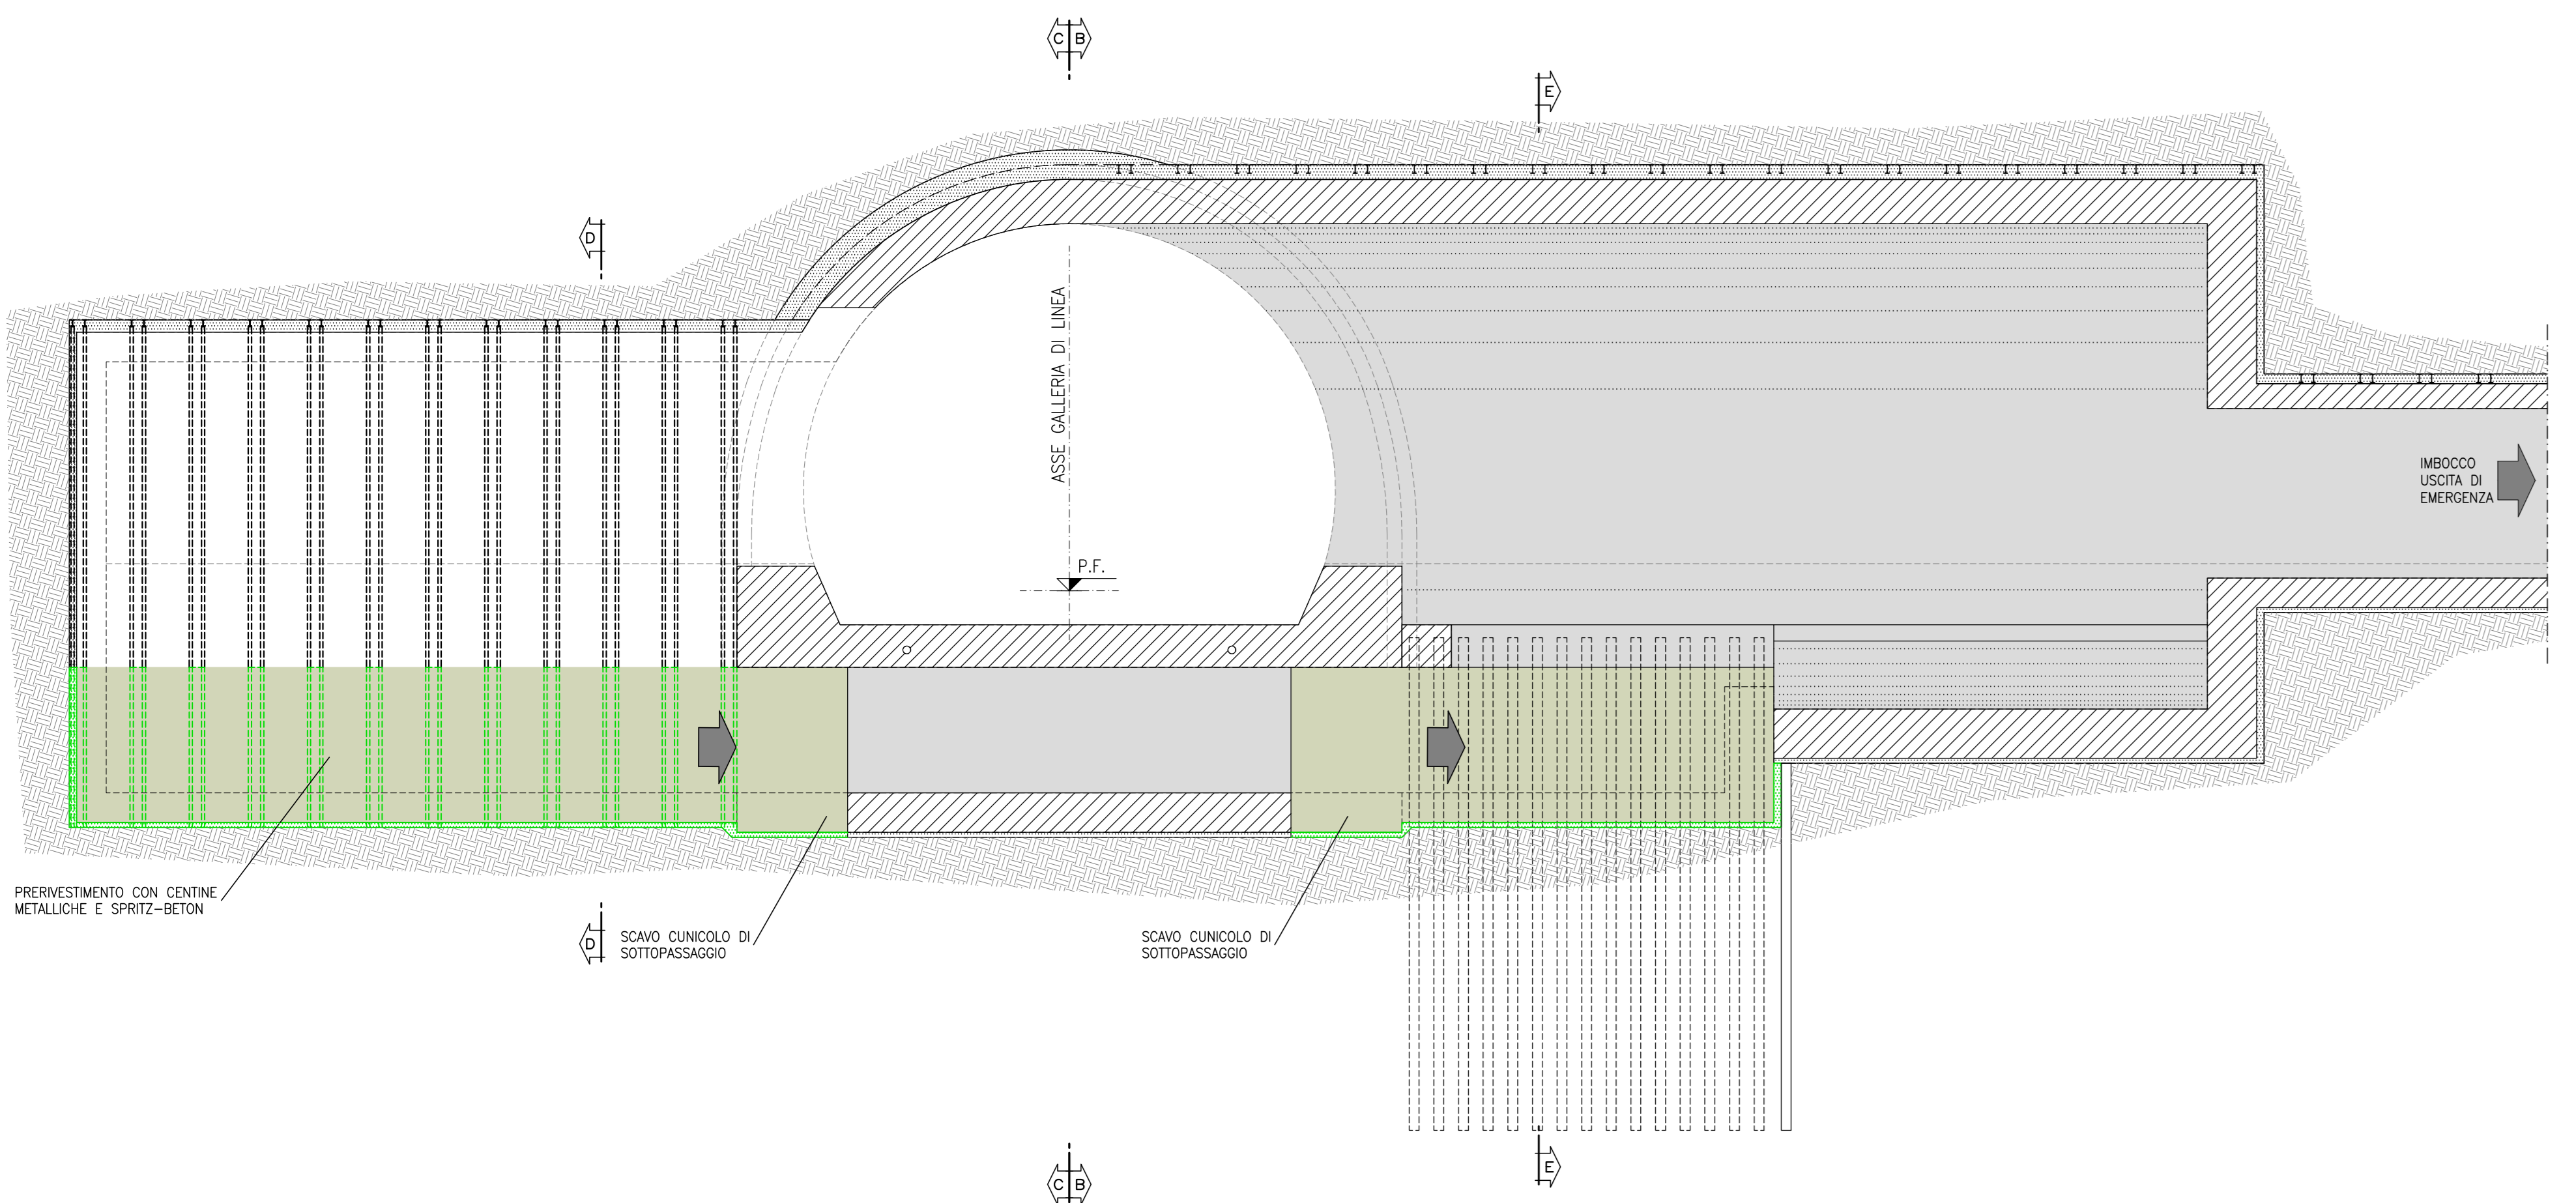 C B
E
D
ASSE GALLERIA DI LINEA
P.F.
IMBOCCO
USCITA DI
EMERGENZA
PRERIVESTIMENTO CON CENTINE
METALLICHE E SPRITZ-BETON
D
SCAVO CUNICOLO DI
SOTTOPASSAGGIO
SCAVO CUNICOLO DI
SOTTOPASSAGGIO
E
C B